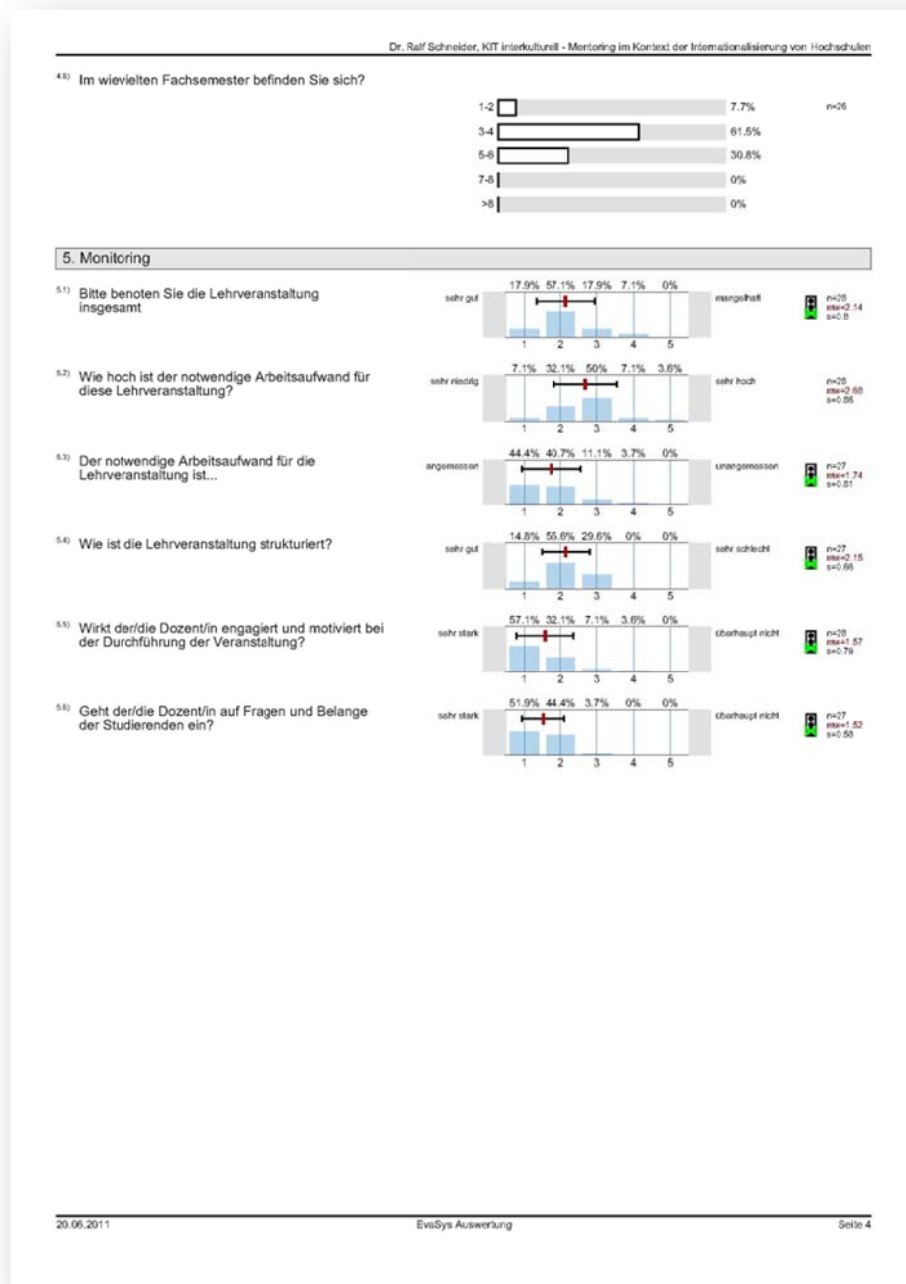 Dr. Ralf Schneider, KIT interkulturell - Mentoring im Kontext der Internationalisierung von Hochschulen
4.8) Im wievielten Fachsemester befinden Sie sich?
1-2 7.7% n=26
3-4 61.5%
5-6 30.8%
7-8 0%
>8 0%
5. Monitoring
5.1) Bitte benoten Sie die Lehrveranstaltung
insgesamt
17.9% 57.1% 17.9% 7.1% 0%
sehr gut mangelhaft
n=28
mw=2.14
s=0.8
1 2 3 4 5
5.2) Wie hoch ist der notwendige Arbeitsaufwand für
diese Lehrveranstaltung?
7.1% 32.1% 50% 7.1% 3.6%
sehr niedrig sehr hoch
n=28
mw=2.68
s=0.86
1 2 3 4 5
5.3) Der notwendige Arbeitsaufwand für die
Lehrveranstaltung ist...
44.4% 40.7% 11.1% 3.7% 0%
angemessen unangemessen
n=27
mw=1.74
s=0.81
1 2 3 4 5
5.4) Wie ist die Lehrveranstaltung strukturiert?
14.8% 55.6% 29.6% 0% 0%
sehr gut sehr schlecht
n=27
mw=2.15
s=0.66
1 2 3 4 5
5.5) Wirkt der/die Dozent/in engagiert und motiviert bei
der Durchführung der Veranstaltung?
57.1% 32.1% 7.1% 3.6% 0%
sehr stark überhaupt nicht
n=28
mw=1.57
s=0.79
1 2 3 4 5
5.6) Geht der/die Dozent/in auf Fragen und Belange
der Studierenden ein?
51.9% 44.4% 3.7% 0% 0%
sehr stark überhaupt nicht
n=27
mw=1.52
s=0.58
1 2 3 4 5
20.06.2011 EvaSys Auswertung Seite 4